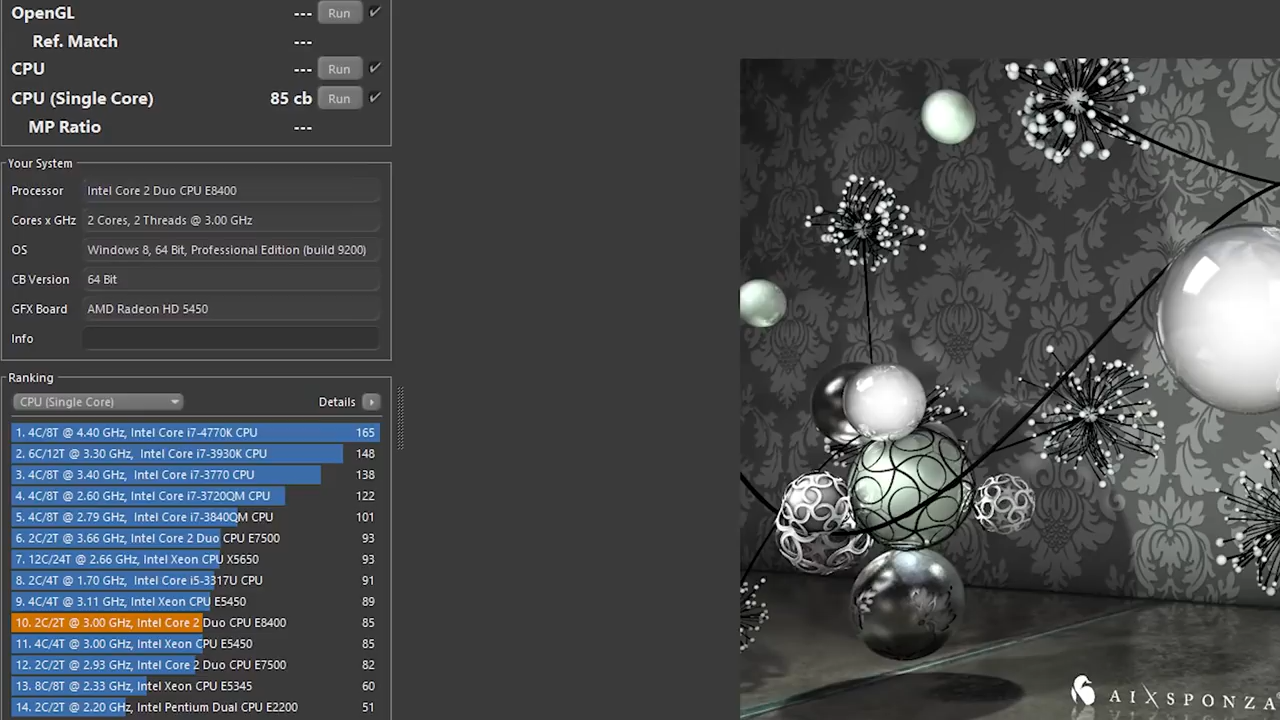 OpenGL --- Run
Ref. Match ---
CPU --- Run
CPU (Single Core) 85 cb Run
MP Ratio ---
Your System
Processor Intel Core 2 Duo CPU E8400
Cores x GHz 2 Cores, 2 Threads @ 3.00 GHz
OS Windows 8, 64 Bit, Professional Edition (build 9200)
CB Version 64 Bit
GFX Board AMD Radeon HD 5450
Info
Ranking
CPU (Single Core) Details
1. 4C/8T @ 4.40 GHz, Intel Core i7-4770K CPU 165
2. 6C/12T @ 3.30 GHz, Intel Core i7-3930K CPU 148
3. 4C/8T @ 3.40 GHz, Intel Core i7-3770 CPU 138
4. 4C/8T @ 2.60 GHz, Intel Core i7-3720QM CPU 122
5. 4C/8T @ 2.79 GHz, Intel Core i7-3840QM CPU 101
6. 2C/2T @ 3.66 GHz, Intel Core 2 Duo CPU E7500 93
7. 12C/24T @ 2.66 GHz, Intel Xeon CPU X5650 93
8. 2C/4T @ 1.70 GHz, Intel Core i5-3317U CPU 91
9. 4C/4T @ 3.11 GHz, Intel Xeon CPU E5450 89
10. 2C/2T @ 3.00 GHz, Intel Core 2 Duo CPU E8400 85
11. 4C/4T @ 3.00 GHz, Intel Xeon CPU E5450 85
12. 2C/2T @ 2.93 GHz, Intel Core 2 Duo CPU E7500 82
13. 8C/8T @ 2.33 GHz, Intel Xeon CPU E5345 60
14. 2C/2T @ 2.20 GHz, Intel Pentium Dual CPU E2200 51
AIXSPONZA